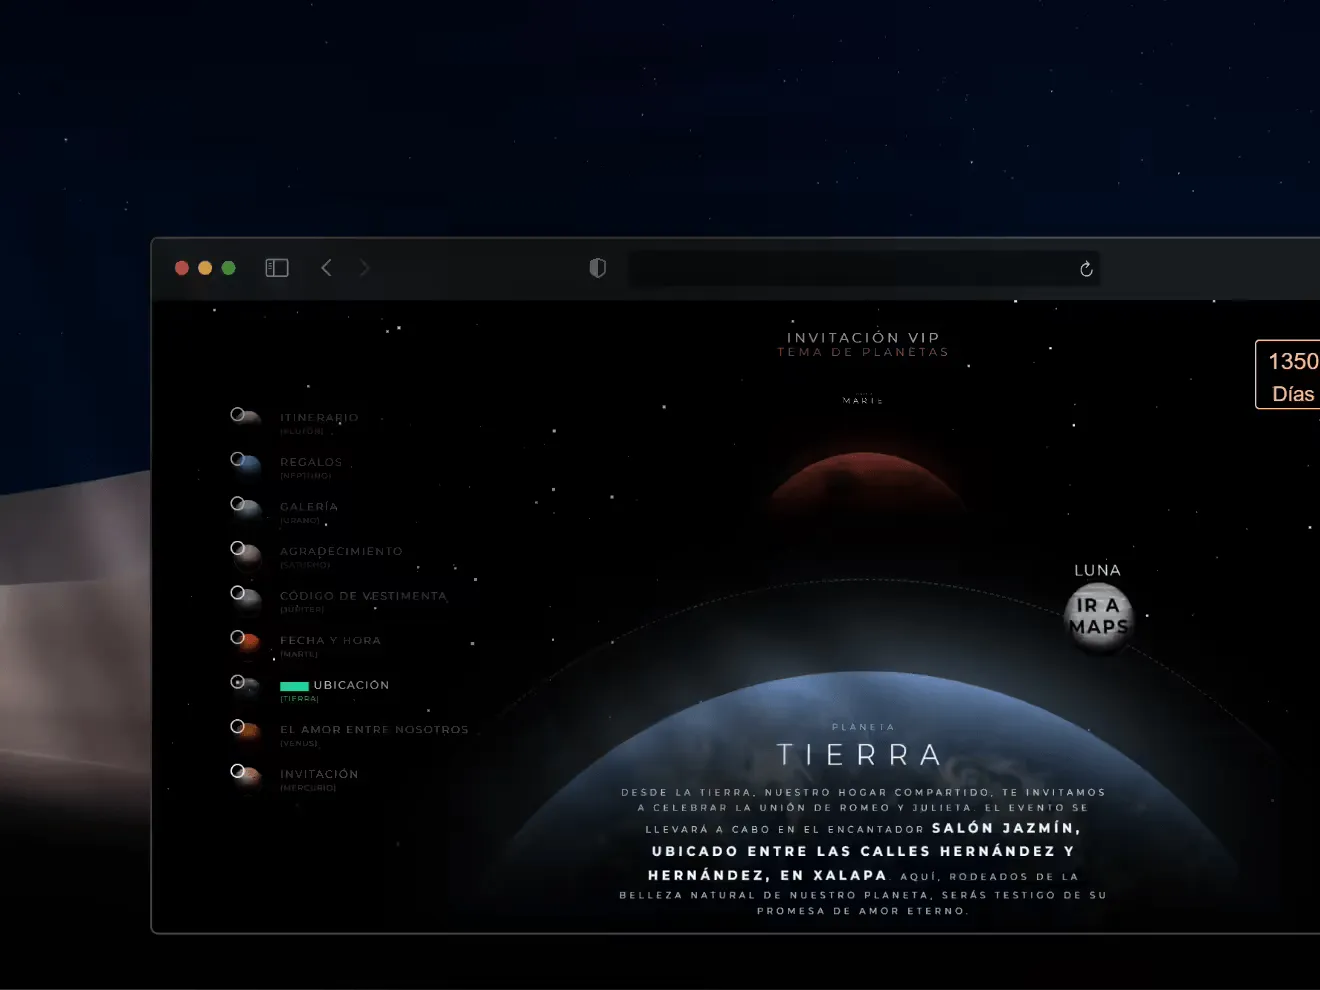 INVITACIÓN VIP
TEMA DE PLANETAS
1350
Días
MARTE
ITINERARIO
(PLUTÓN)
REGALOS
(NEPTUNO)
GALERÍA
(URANO)
AGRADECIMIENTO
(SATURNO)
CÓDIGO DE VESTIMENTA
(JÚPITER)
FECHA Y HORA
(MARTE)
UBICACIÓN
(TIERRA)
EL AMOR ENTRE NOSOTROS
(VENUS)
INVITACIÓN
(MERCURIO)
LUNA
IR A
MAPS
PLANETA
TIERRA
DESDE LA TIERRA, NUESTRO HOGAR COMPARTIDO, TE INVITAMOS
A CELEBRAR LA UNIÓN DE ROMEO Y JULIETA. EL EVENTO SE
LLEVARÁ A CABO EN EL ENCANTADOR SALÓN JAZMÍN,
UBICADO ENTRE LAS CALLES HERNÁNDEZ Y
HERNÁNDEZ, EN XALAPA. AQUÍ, RODEADOS DE LA
BELLEZA NATURAL DE NUESTRO PLANETA, SERÁS TESTIGO DE SU
PROMESA DE AMOR ETERNO.